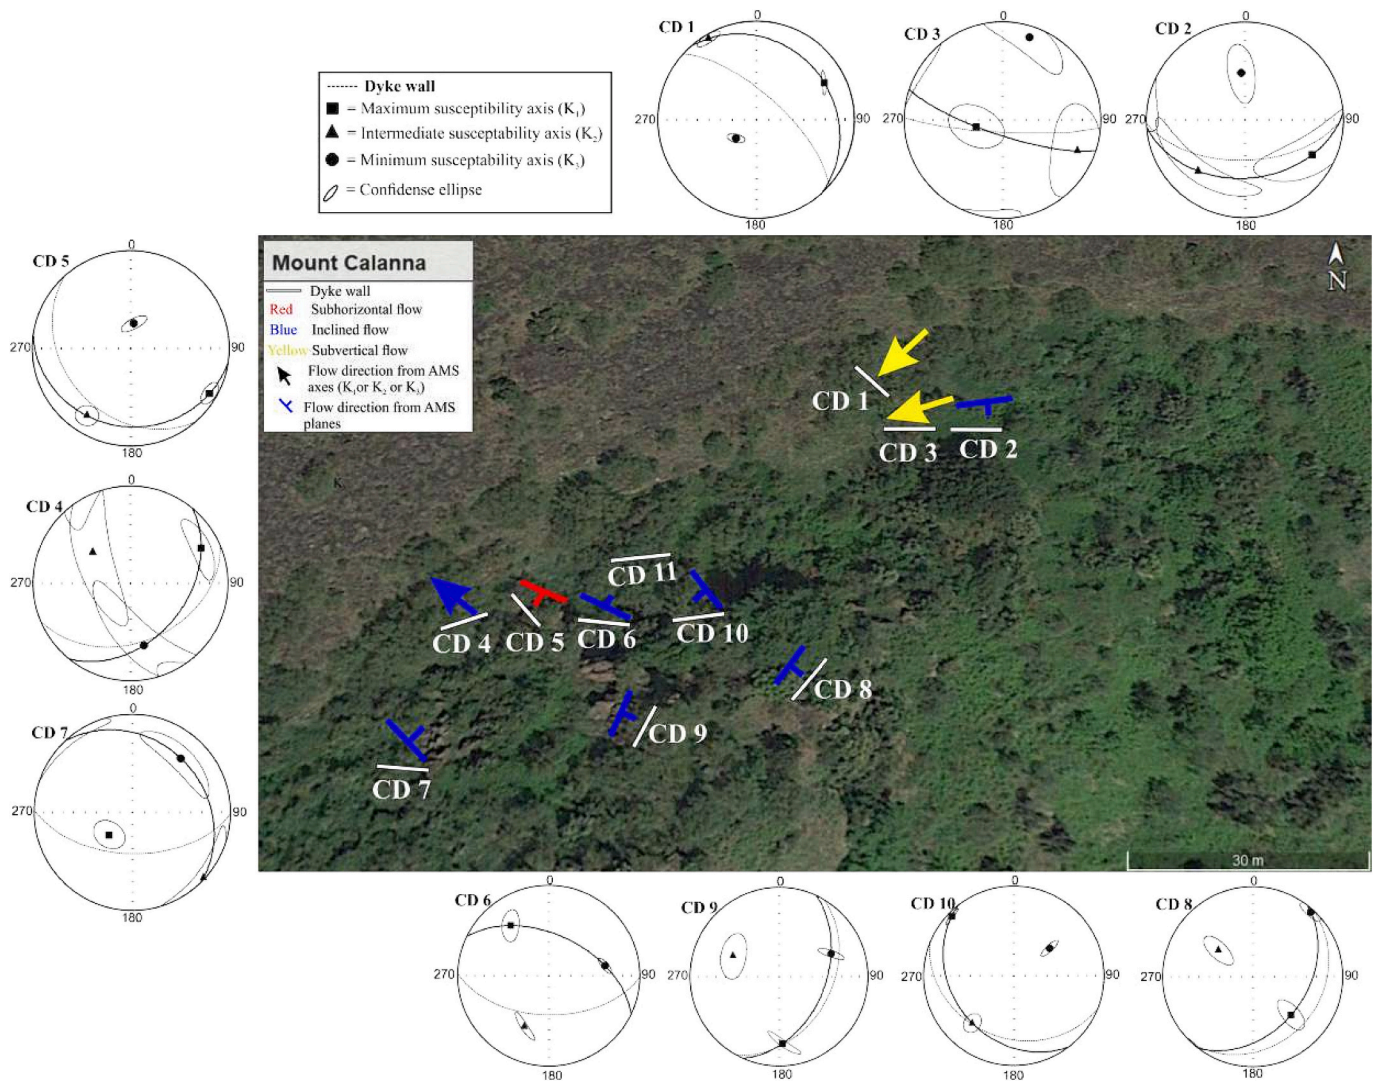 CD 1
0
270
90
180
CD 3
0
270
90
180
CD 2
0
270
90
180
Dyke wall
= Maximum susceptibility axis (K1)
= Intermediate susceptability axis (K2)
= Minimum susceptability axis (K3)
= Confidense ellipse
CD 5
0
270
90
180
CD 4
0
270
90
180
CD 7
0
270
90
180
Mount Calanna
Dyke wall
Red Subhorizontal flow
Blue Inclined flow
Yellow Subvertical flow
Flow direction from AMS
axes (K1 or K2 or K3)
Flow direction from AMS
planes
N
K
CD 1
CD 3
CD 2
CD 11
CD 4
CD 5
CD 6
CD 10
CD 8
CD 9
CD 7
30 m
CD 6
0
270
90
180
CD 9
0
270
90
180
CD 10
0
270
90
180
CD 8
0
270
90
180